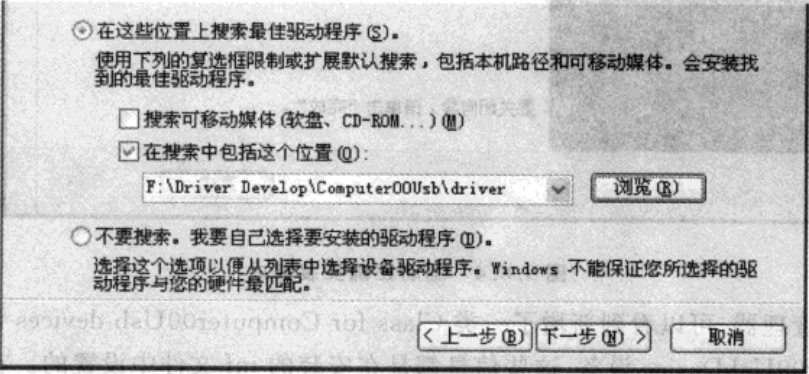 在这些位置上搜索最佳驱动程序(S)。
使用下列的复选框限制或扩展默认搜索，包括本机路径和可移动媒体。会安装找
到的最佳驱动程序。
搜索可移动媒体(软盘、CD-ROM...)(M)
在搜索中包括这个位置(O):
F:\Driver Develop\Computer00Usb\driver
浏览(R)
不要搜索。我要自己选择要安装的驱动程序(D)。
选择这个选项以便从列表中选择设备驱动程序。Windows 不能保证您所选择的驱
动程序与您的硬件最匹配。
< 上一步(B) 下一步(N) > 取消